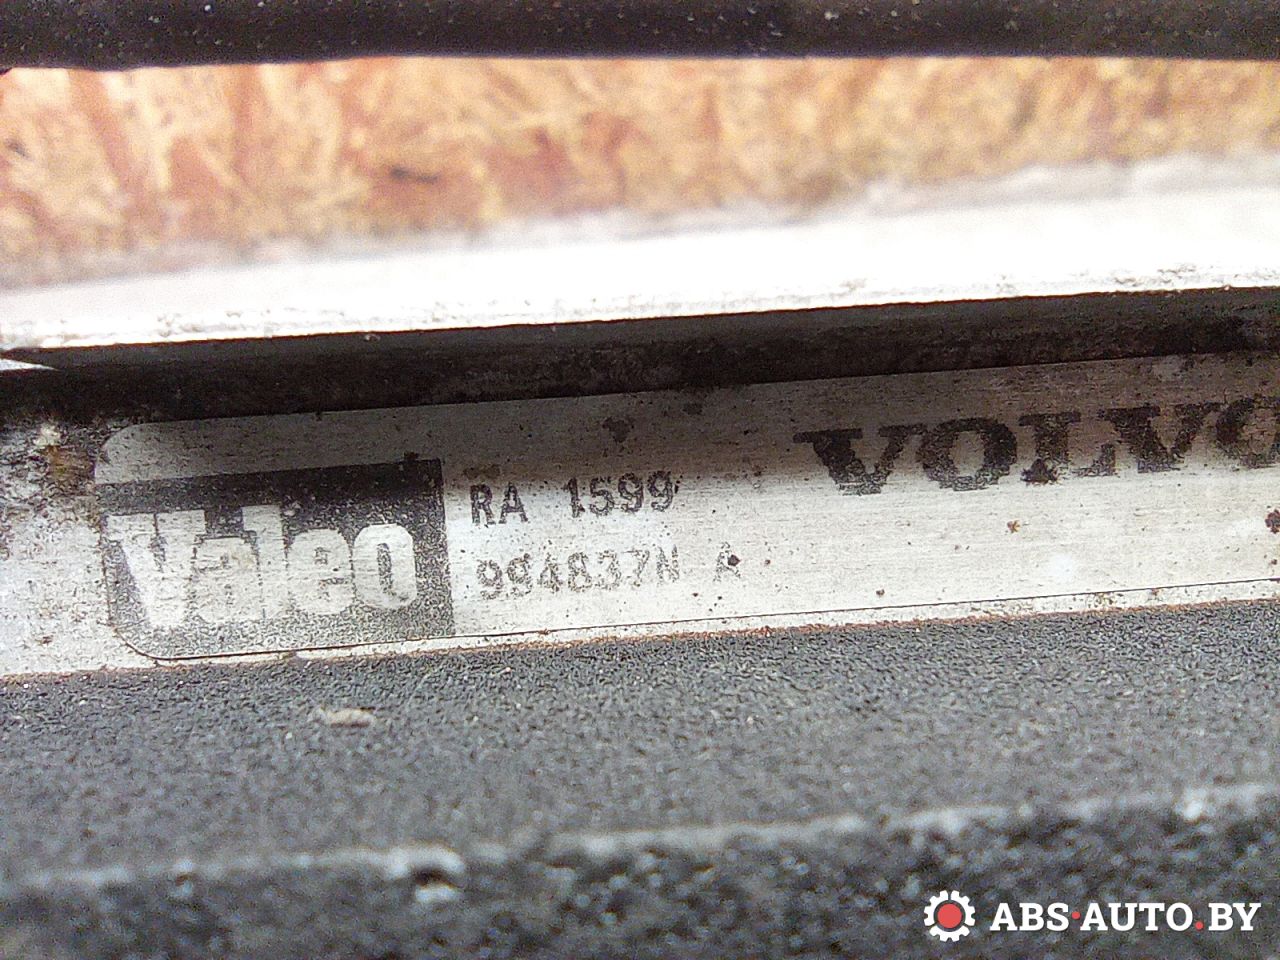 Valeo
RA 1599
994837N A
VOLVO
ABS·AUTO.BY